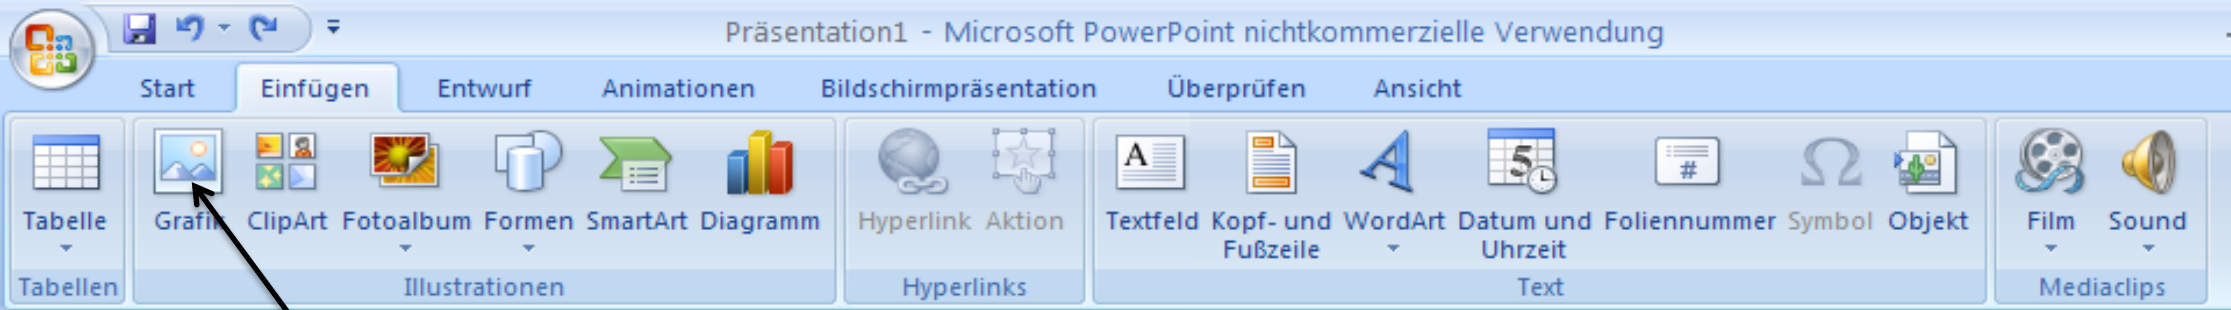 Präsentation1 - Microsoft PowerPoint nichtkommerzielle Verwendung
Start Einfügen Entwurf Animationen Bildschirmpräsentation Überprüfen Ansicht
Tabelle Grafik ClipArt Fotoalbum Formen SmartArt Diagramm Hyperlink Aktion Textfeld Kopf- und Fußzeile WordArt Datum und Uhrzeit Foliennummer Symbol Objekt Film Sound
Tabellen Illustrationen Hyperlinks Text Mediaclips